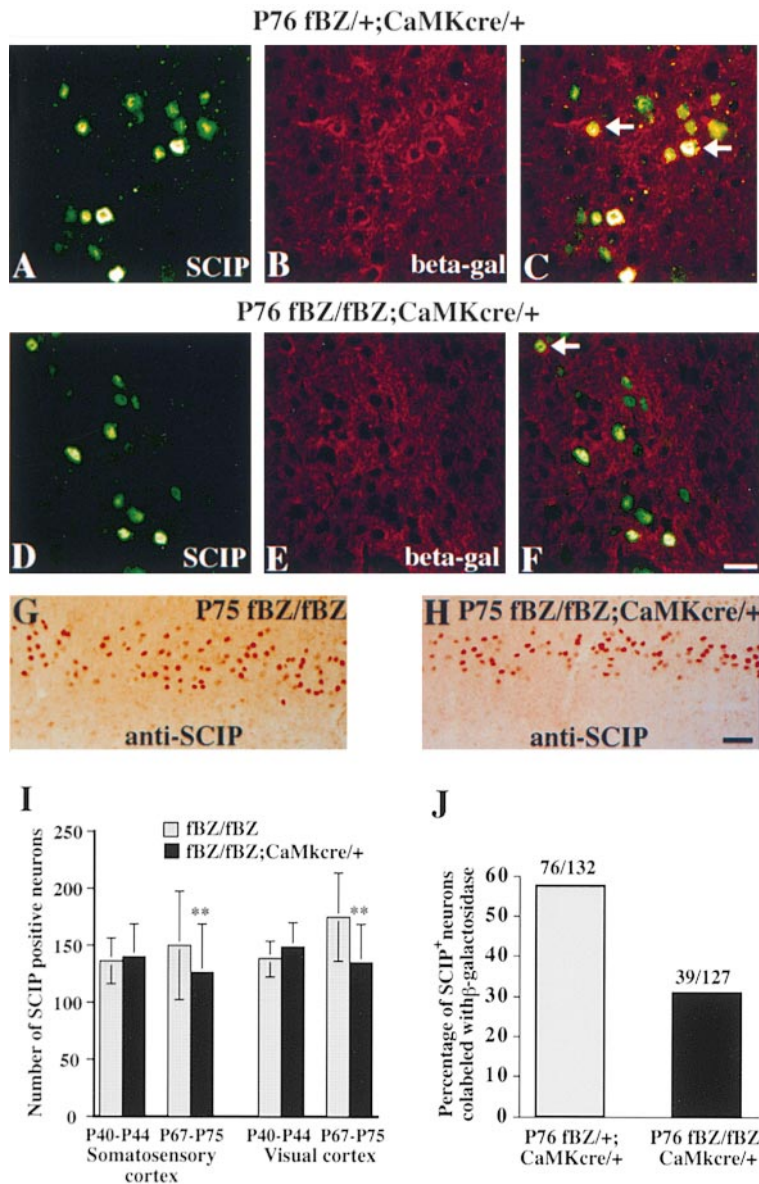 P76 fBZ/+;CaMKcre/+
A SCIP
B beta-gal
C
P76 fBZ/fBZ;CaMKcre/+
D SCIP
E beta-gal
F
G P75 fBZ/fBZ
anti-SCIP
H P75 fBZ/fBZ;CaMKcre/+
anti-SCIP
I
fBZ/fBZ
fBZ/fBZ;CaMkcre/+
Number of SCIP positive neurons
250
200
150
100
50
0
**
**
P40-P44 P67-P75 P40-P44 P67-P75
Somatosensory Visual cortex
cortex
J
Percentage of SCIP+ neurons
colabeled withβ-galactosidase
60
50
40
30
20
10
0
76/132
39/127
P76 fBZ/+; P76 fBZ/fBZ
CaMKcre/+ CaMkcre/+